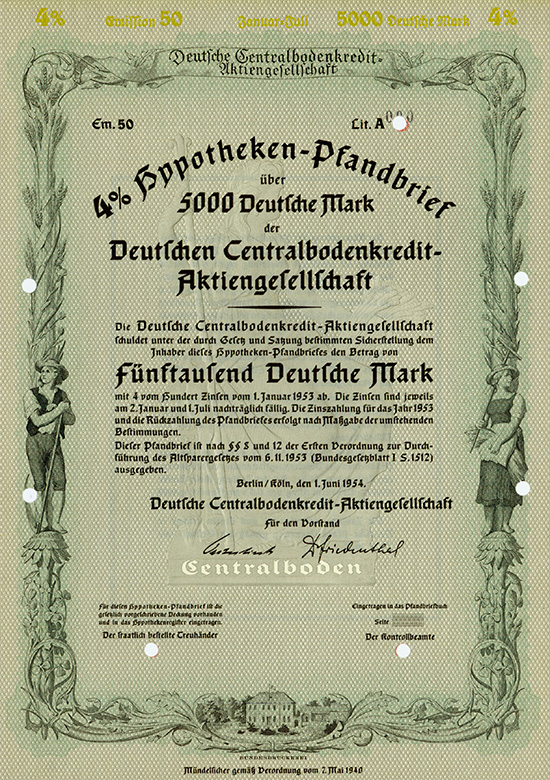 4% Emission 50 Januar-Juli 5000 Deutsche Mark 4%
Deutsche Centralbodenkredit-
Aktiengesellschaft
Em. 50 Lit. A
4% Hypotheken-Pfandbrief
über
5000 Deutsche Mark
der
Deutschen Centralbodenkredit-
Aktiengesellschaft
Die Deutsche Centralbodenkredit-Aktiengesellschaft
schuldet unter der durch Gesetz und Satzung bestimmten Sicherstellung dem
Inhaber dieses Hypotheken-Pfandbriefes den Betrag von
Fünftausend Deutsche Mark
mit 4 vom Hundert Zinsen vom 1. Januar 1953 ab. Die Zinsen sind jeweils
am 2. Januar und 1. Juli nachträglich fällig. Die Zinszahlung für das Jahr 1953
und die Rückzahlung des Pfandbriefes erfolgt nach Maßgabe der umstehenden
Bestimmungen.
Dieser Pfandbrief ist nach §§ 8 und 12 der Ersten Verordnung zur Durch-
führung des Altsparergesetzes vom 6.11.1953 (Bundesgesetzblatt I S.1512)
ausgegeben.
Berlin/Köln, den 1. Juni 1954.
Deutsche Centralbodenkredit-Aktiengesellschaft
Für den Vorstand
Friedenthal
Centralboden
Für diesen Hypotheken-Pfandbrief ist die
gesetzlich vorgeschriebene Deckung vorhanden
und in das Hypothekenregister eingetragen.
Der staatlich bestellte Treuhänder
Eingetragen in das Pfandbriefbuch
Seite
Der Kontrollbeamte
BUNDESDRUCKEREI
Mündelsicher gemäß Verordnung vom 7. Mai 1940